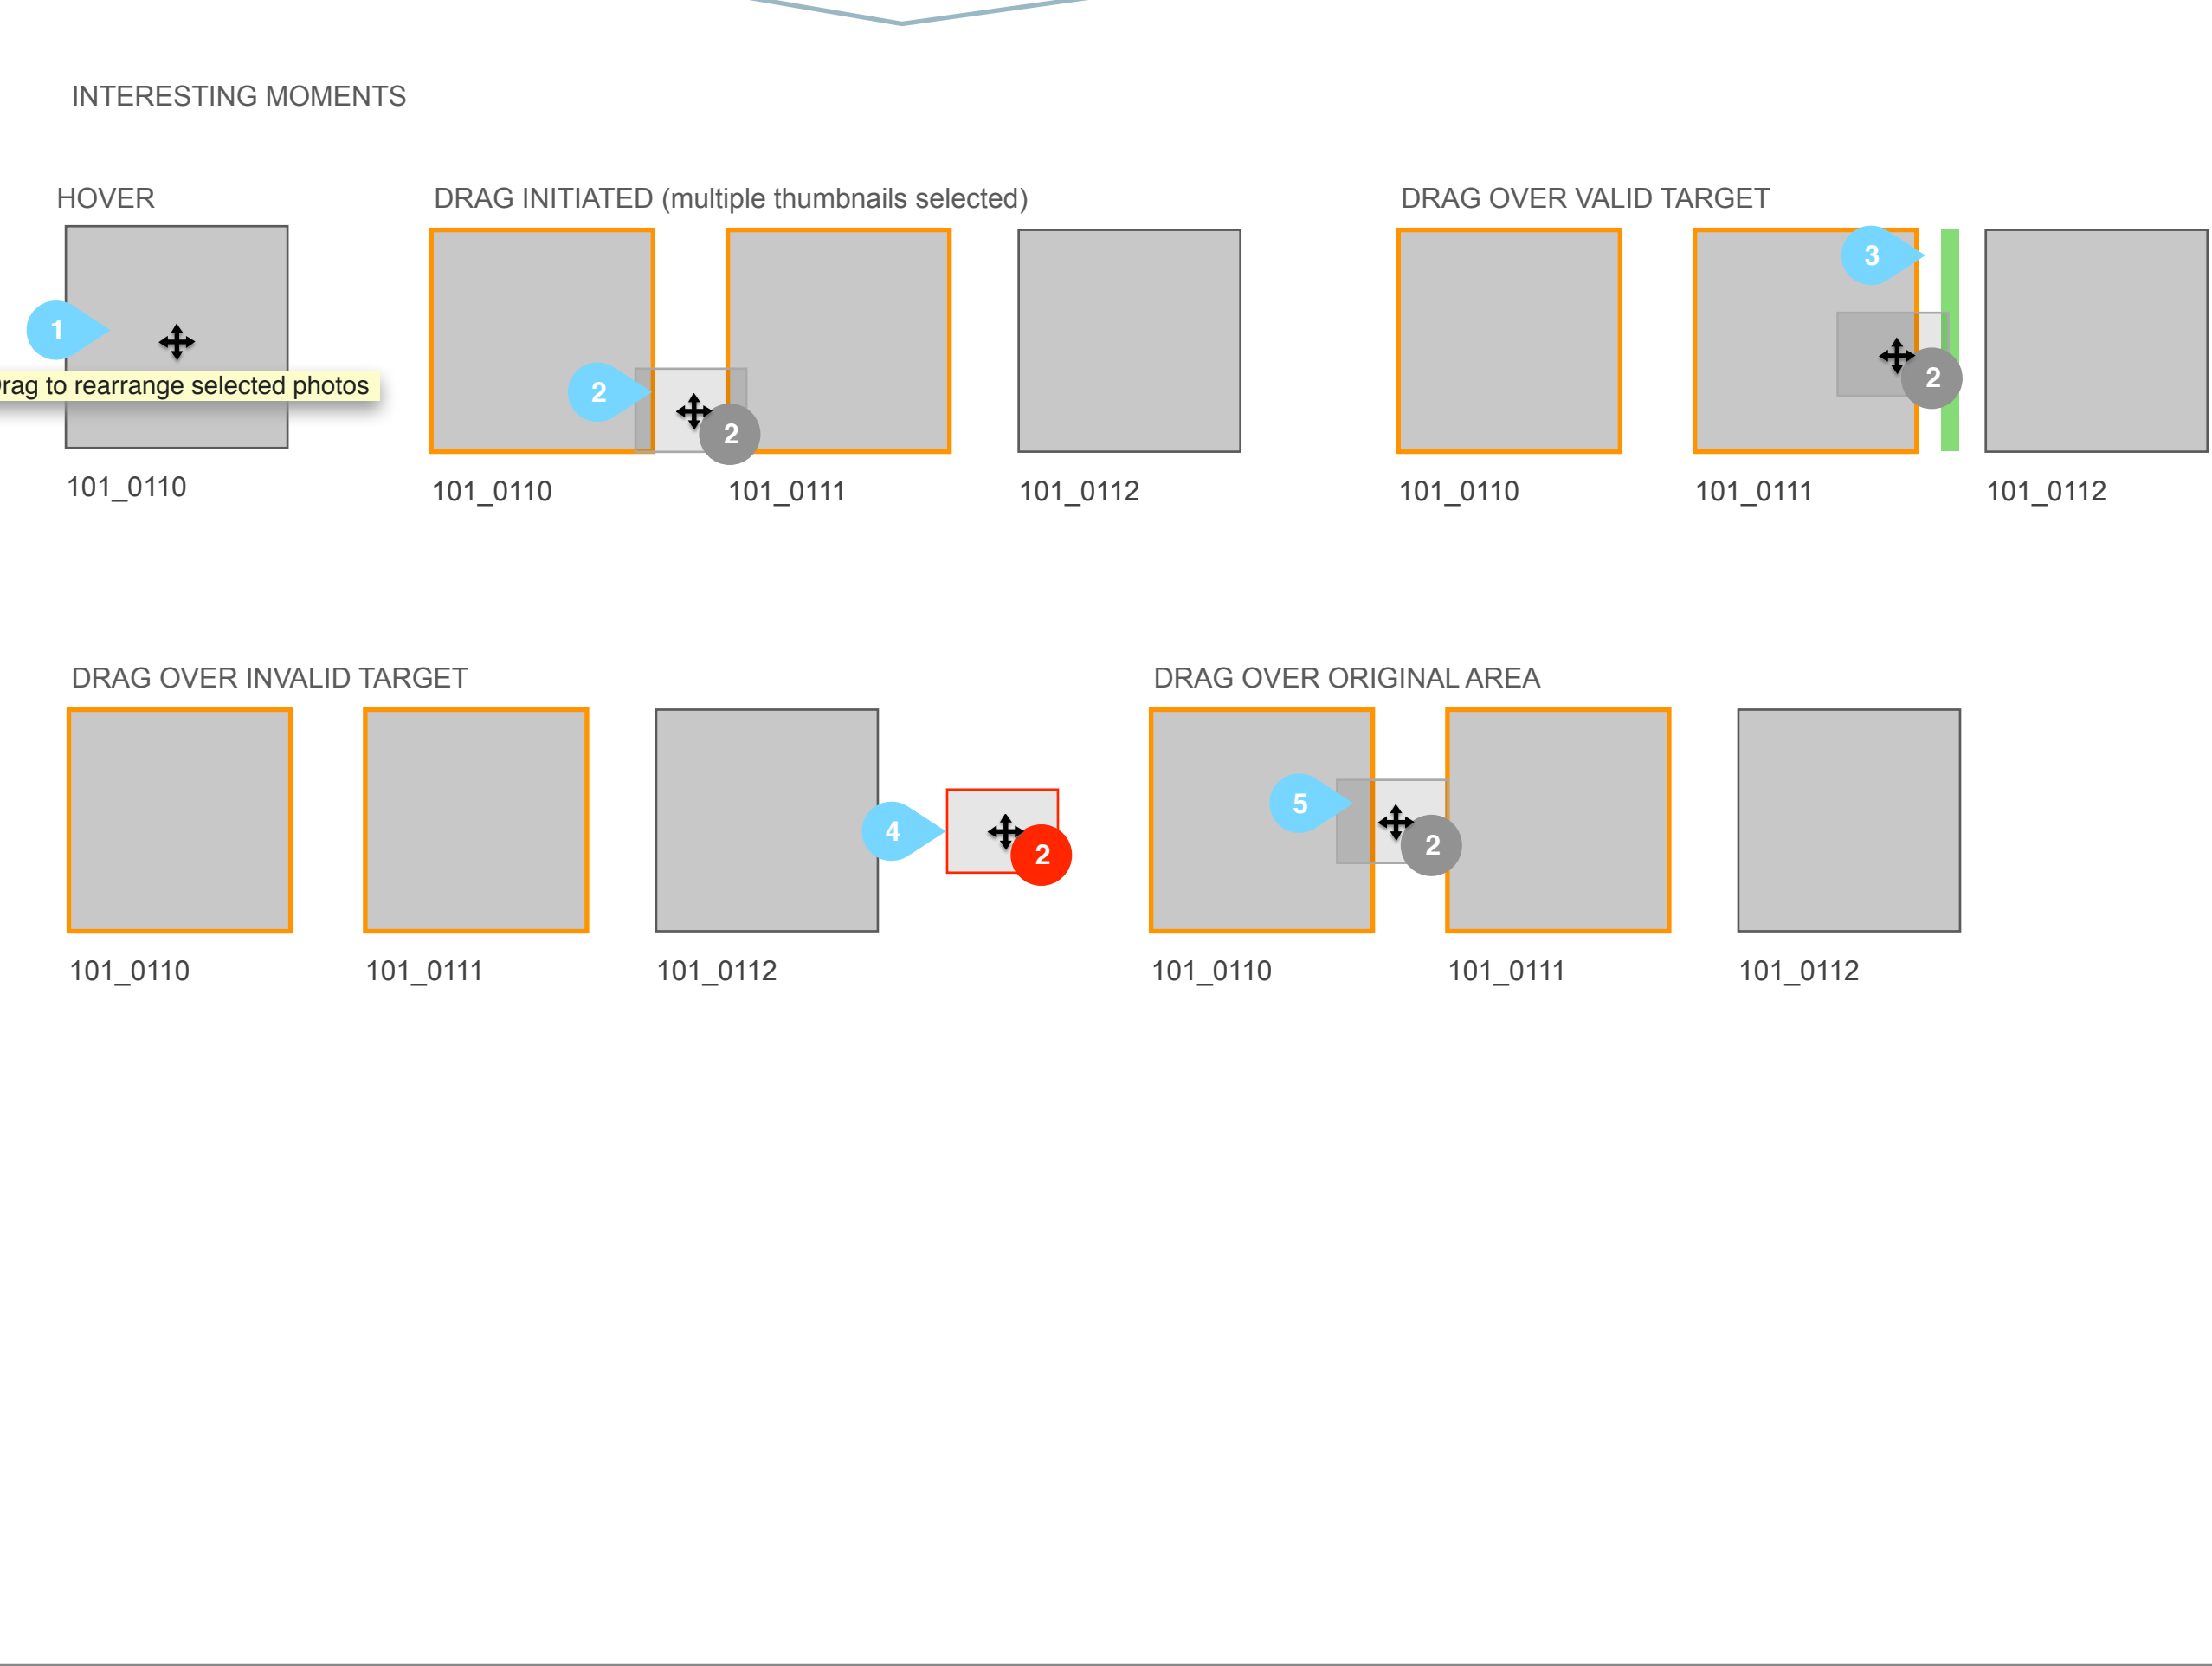 INTERESTING MOMENTS
HOVER
1
to rearrange selected photos
101_0110
DRAG INITIATED (multiple thumbnails selected)
2
2
101_0110 101_0111 101_0112
DRAG OVER VALID TARGET
3
2
101_0110 101_0111 101_0112
DRAG OVER INVALID TARGET
4
2
101_0110 101_0111 101_0112
DRAG OVER ORIGINAL AREA
5
2
101_0110 101_0111 101_0112